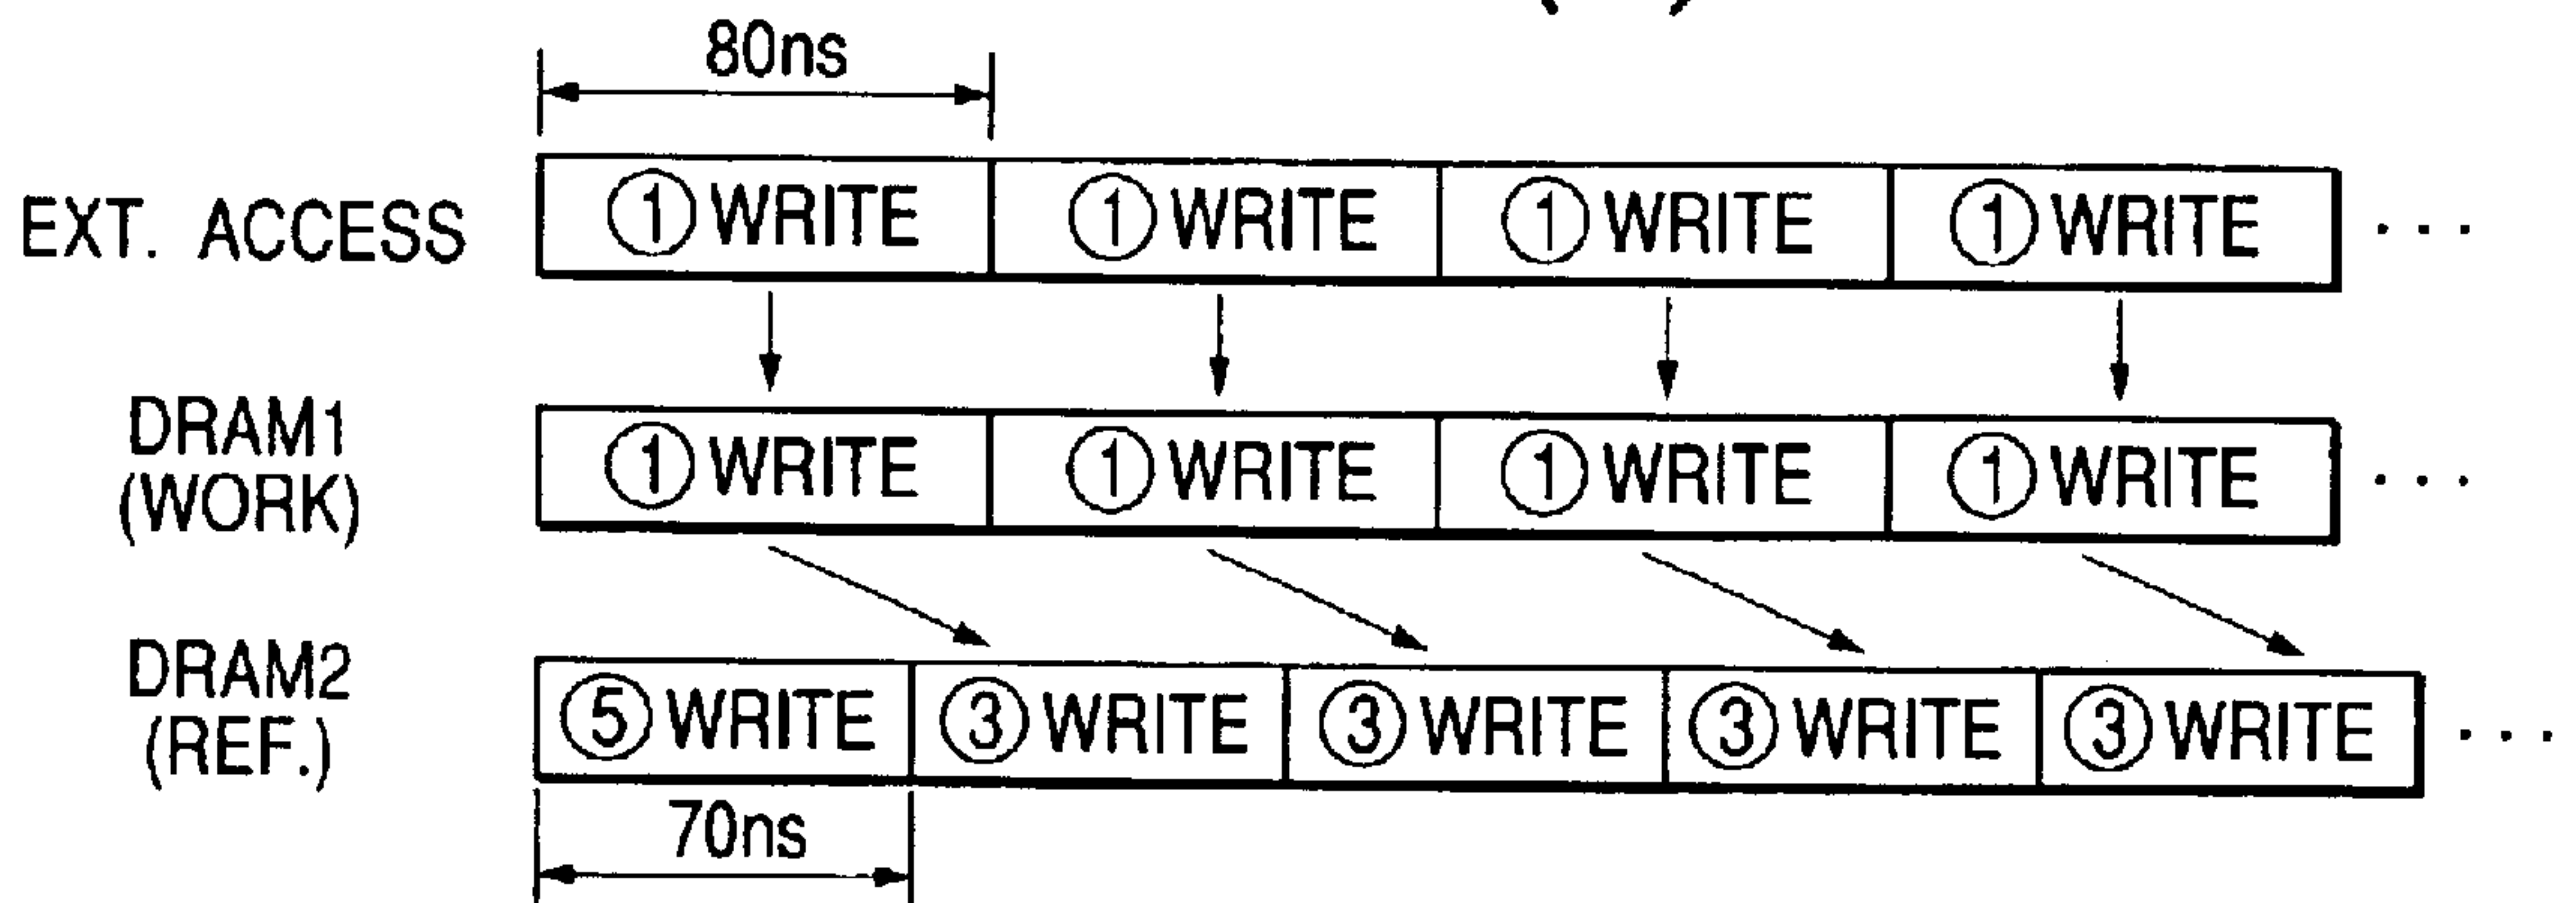 80ns
EXT. ACCESS ①WRITE ①WRITE ①WRITE ①WRITE ...
DRAM1
(WORK) ①WRITE ①WRITE ①WRITE ①WRITE ...
DRAM2
(REF.) ⑤WRITE ③WRITE ③WRITE ③WRITE ③WRITE ...
70ns